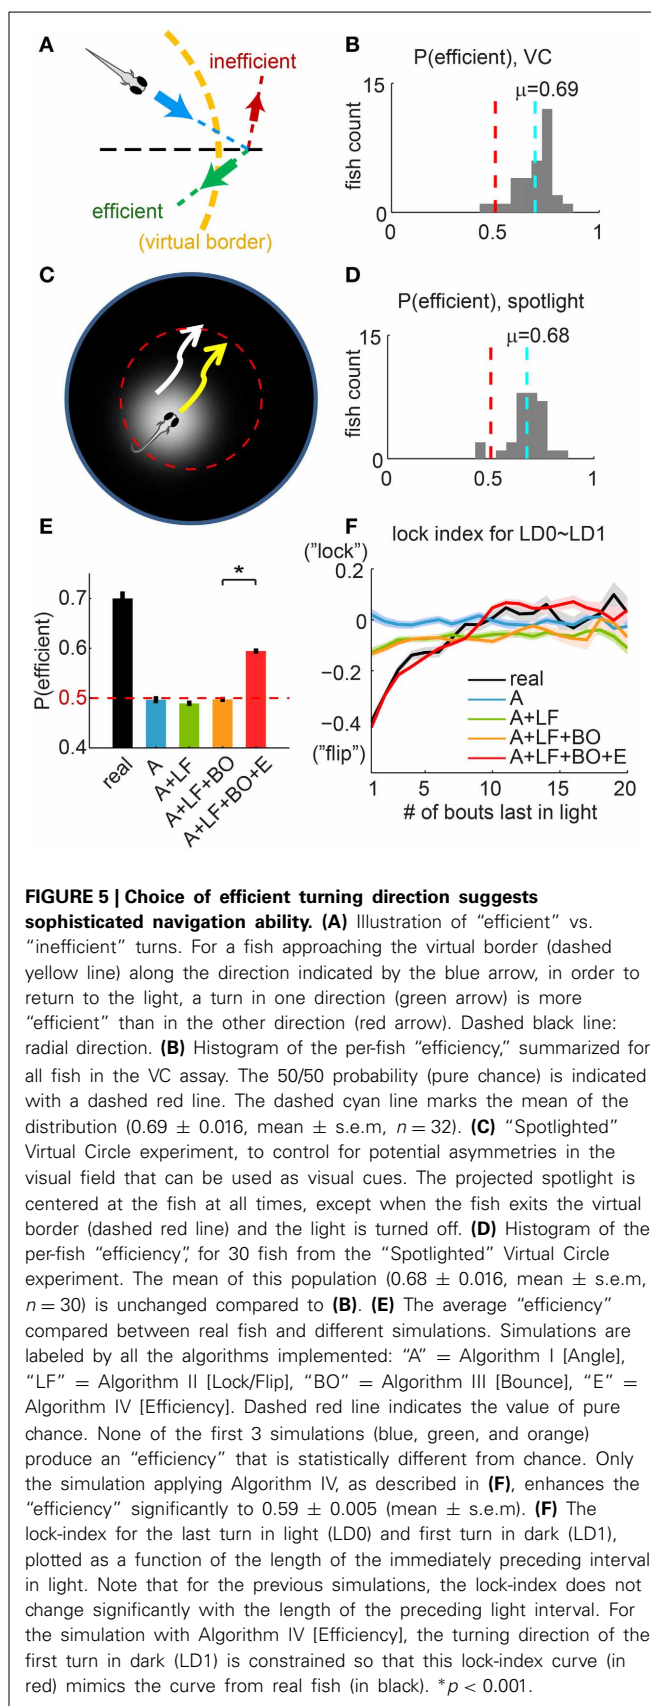 A
inefficient
efficient
(virtual border)
B
P(efficient), VC
μ=0.69
15
fish count
0
0
0.5
1
C
D
P(efficient), spotlight
μ=0.68
15
fish count
0
0
0.5
1
E
P(efficient)
0.7
0.6
0.5
0.4
*
real
A
A+LF
A+LF+BO
A+LF+BO+E
F
lock index for LD0~LD1
("lock")
0.2
0
−0.2
−0.4
("flip")
real
A
A+LF
A+LF+BO
A+LF+BO+E
1
5
10
15
20
# of bouts last in light
FIGURE 5 | Choice of efficient turning direction suggests
sophisticated navigation ability. (A) Illustration of “efficient” vs.
“inefficient” turns. For a fish approaching the virtual border (dashed
yellow line) along the direction indicated by the blue arrow, in order to
return to the light, a turn in one direction (green arrow) is more
“efficient” than in the other direction (red arrow). Dashed black line:
radial direction. (B) Histogram of the per-fish “efficiency,” summarized for
all fish in the VC assay. The 50/50 probability (pure chance) is indicated
with a dashed red line. The dashed cyan line marks the mean of the
distribution (0.69 ± 0.016, mean ± s.e.m, n = 32). (C) “Spotlighted”
Virtual Circle experiment, to control for potential asymmetries in the
visual field that can be used as visual cues. The projected spotlight is
centered at the fish at all times, except when the fish exits the virtual
border (dashed red line) and the light is turned off. (D) Histogram of the
per-fish “efficiency”, for 30 fish from the “Spotlighted” Virtual Circle
experiment. The mean of this population (0.68 ± 0.016, mean ± s.e.m,
n = 30) is unchanged compared to (B). (E) The average “efficiency”
compared between real fish and different simulations. Simulations are
labeled by all the algorithms implemented: “A” = Algorithm I [Angle],
“LF” = Algorithm II [Lock/Flip], “BO” = Algorithm III [Bounce], “E” =
Algorithm IV [Efficiency]. Dashed red line indicates the value of pure
chance. None of the first 3 simulations (blue, green, and orange)
produce an “efficiency” that is statistically different from chance. Only
the simulation applying Algorithm IV, as described in (F), enhances the
“efficiency” significantly to 0.59 ± 0.005 (mean ± s.e.m). (F) The
lock-index for the last turn in light (LD0) and first turn in dark (LD1),
plotted as a function of the length of the immediately preceding interval
in light. Note that for the previous simulations, the lock-index does not
change significantly with the length of the preceding light interval. For
the simulation with Algorithm IV [Efficiency], the turning direction of the
first turn in dark (LD1) is constrained so that this lock-index curve (in
red) mimics the curve from real fish (in black). *p < 0.001.